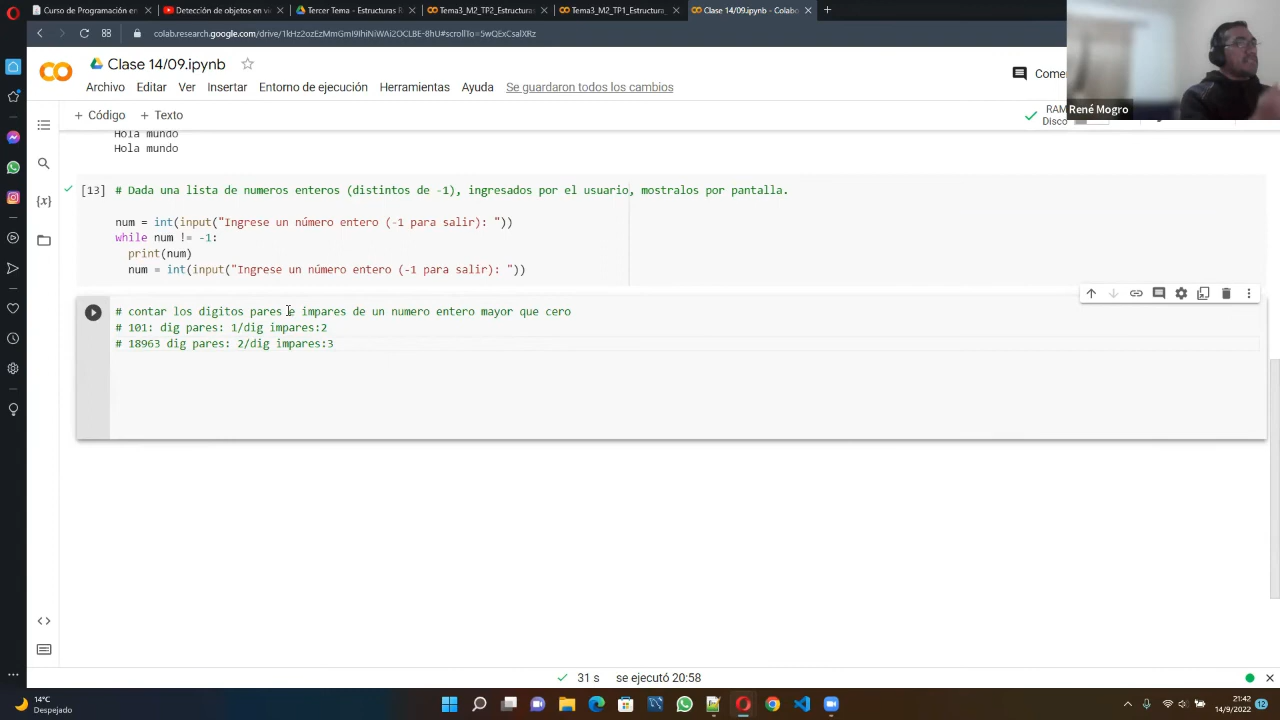 Curso de Programación en
Detección de objetos en vi
Tercer Tema – Estructuras R
Tema3_M2_TP2_Estructuras
Tema3_M2_TP1_Estructura_
Clase 14/09.ipynb - Colabo
colab.research.google.com/drive/1kHz2ozEzMmGmI9IhiNiWAi2OCLBE-8hU#scrollTo=5wQExCsalXRz
Clase 14/09.ipynb
Archivo Editar Ver Insertar Entorno de ejecución Herramientas Ayuda Se guardaron todos los cambios
Come
René Mogro
+ Código + Texto
RAM
Disco
Hola mundo
Hola mundo
[13] # Dada una lista de numeros enteros (distintos de -1), ingresados por el usuario, mostralos por pantalla.
num = int(input("Ingrese un número entero (-1 para salir): "))
while num != -1:
print(num)
num = int(input("Ingrese un número entero (-1 para salir): "))
# contar los digitos pares e impares de un numero entero mayor que cero
# 101: dig pares: 1/dig impares:2
# 18963 dig pares: 2/dig impares:3
31 s se ejecutó 20:58
14°C
Despejado
21:42
14/9/2022